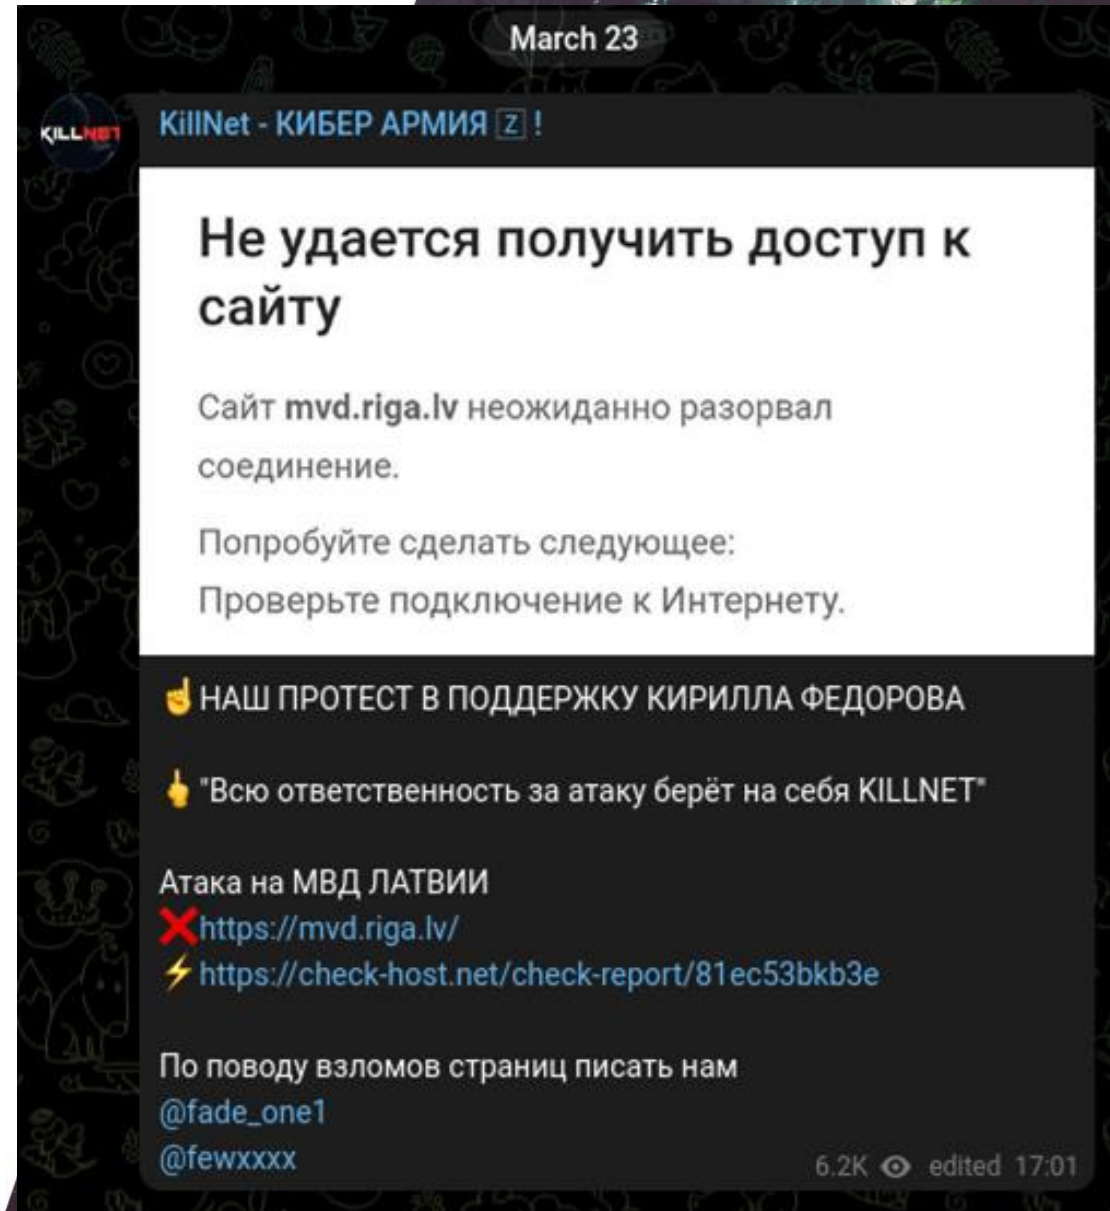 March 23
KILLNET
KillNet - КИБЕР АРМИЯ 🇿 !
Не удается получить доступ к
сайту
Сайт mvd.riga.lv неожиданно разорвал
соединение.
Попробуйте сделать следующее:
Проверьте подключение к Интернету.
☝НАШ ПРОТЕСТ В ПОДДЕРЖКУ КИРИЛЛА ФЕДОРОВА
🖕"Всю ответственность за атаку берёт на себя KILLNET"
Атака на МВД ЛАТВИИ
❌https://mvd.riga.lv/
⚡https://check-host.net/check-report/81ec53bkb3e
По поводу взломов страниц писать нам
@fade_one1
@fewxxxx
6.2K edited 17:01